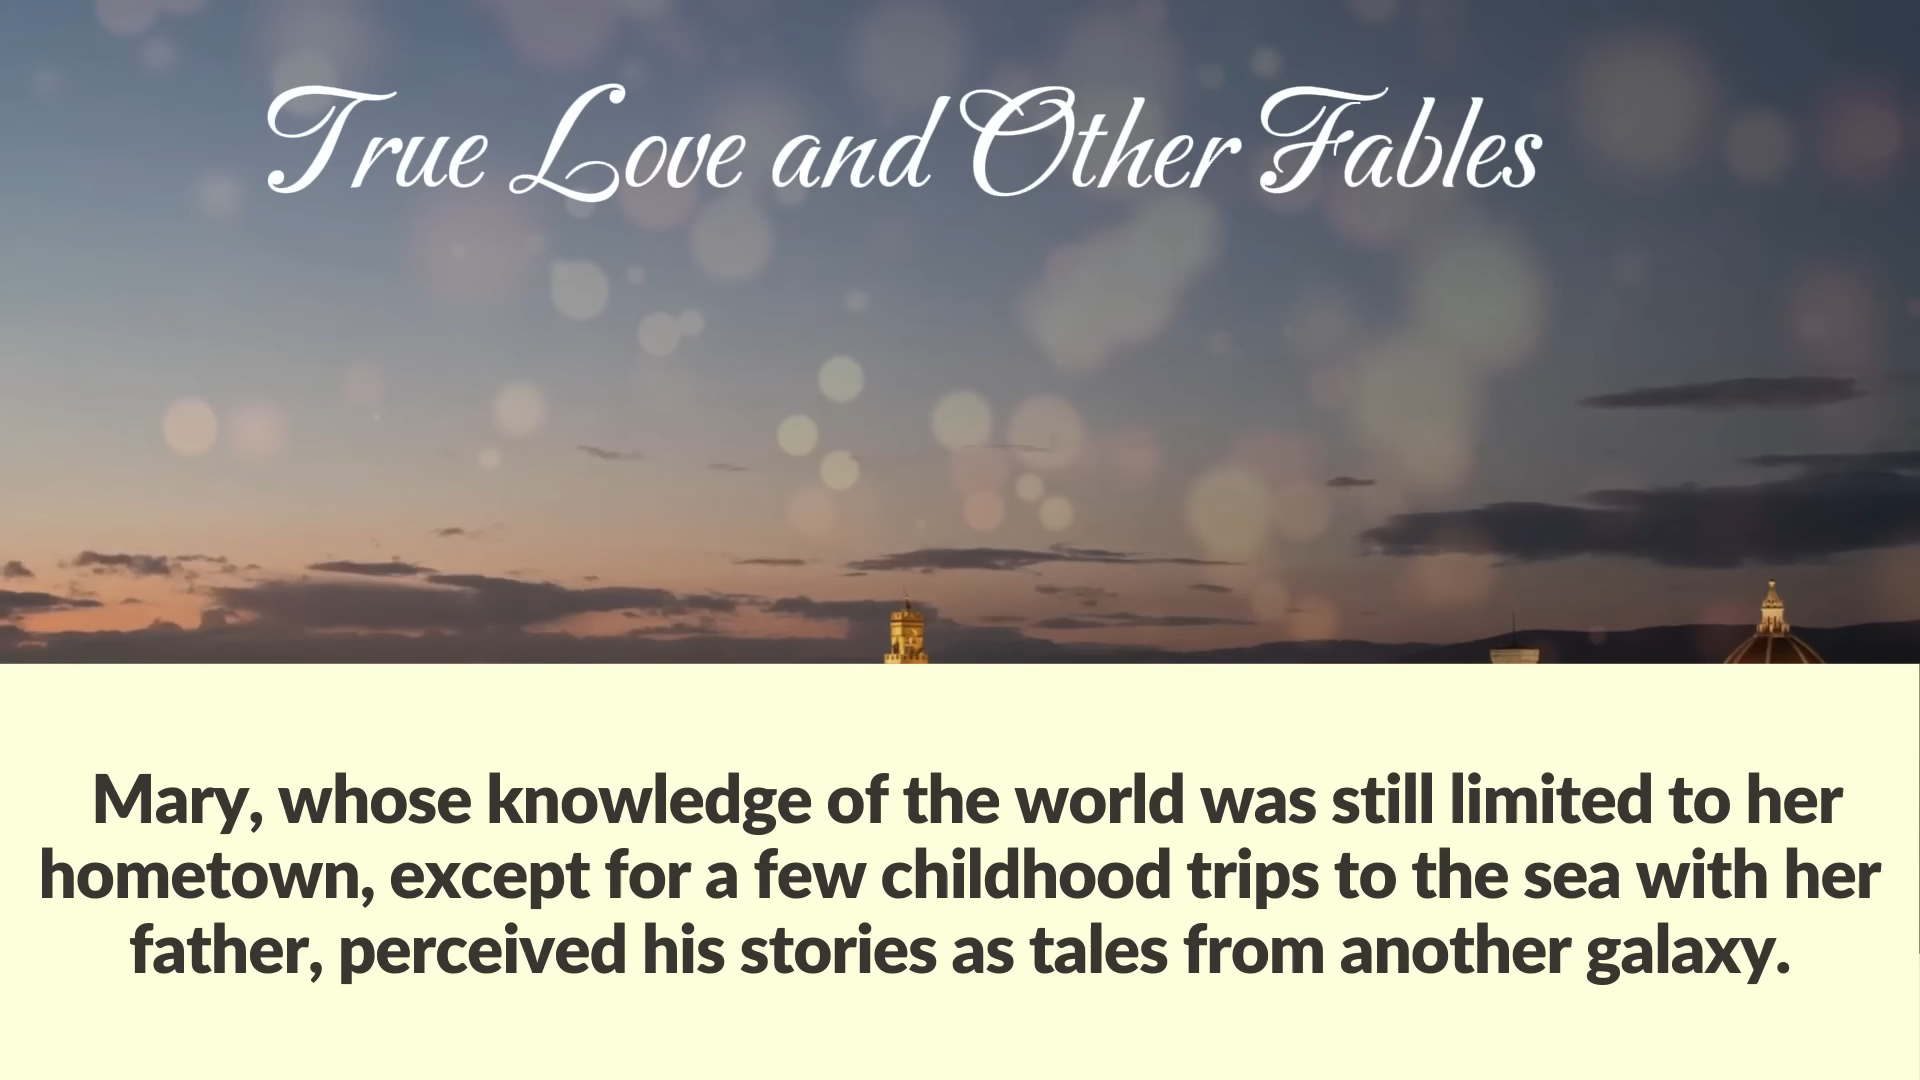 True Love and Other Fables
Mary, whose knowledge of the world was still limited to her
hometown, except for a few childhood trips to the sea with her
father, perceived his stories as tales from another galaxy.